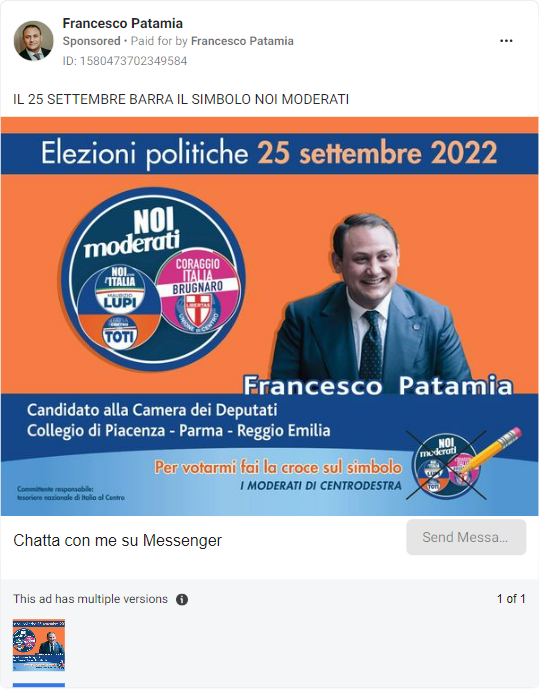 Francesco Patamia
Sponsored • Paid for by Francesco Patamia
ID: 1580473702349584
IL 25 SETTEMBRE BARRA IL SIMBOLO NOI MODERATI
Elezioni politiche 25 settembre 2022
NOI
moderati
NOI
L'ITALIA
MAURIZIO
LUPI
TOTI
CORAGGIO
ITALIA
BRUGNARO
LIBERTAS
UNIONE DI CENTRO
Francesco Patamia
Candidato alla Camera dei Deputati
Collegio di Piacenza - Parma - Reggio Emilia
Per votarmi fai la croce sul simbolo
I MODERATI DI CENTRODESTRA
NOI
moderati
LUPI
TOTI
Committente responsabile:
tesoriere nazionale di Italia al Centro
Chatta con me su Messenger
Send Messa...
This ad has multiple versions
1 of 1